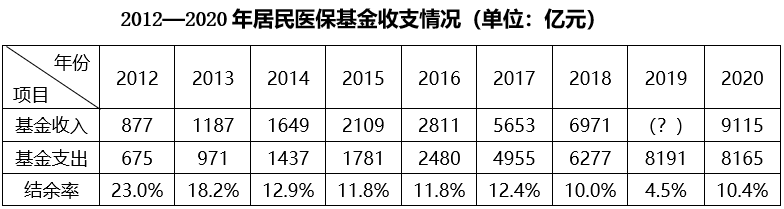 2012—2020 年居民医保基金收支情况（单位：亿元）
年份 项目 2012 2013 2014 2015 2016 2017 2018 2019 2020
基金收入 877 1187 1649 2109 2811 5653 6971 （？） 9115
基金支出 675 971 1437 1781 2480 4955 6277 8191 8165
结余率 23.0% 18.2% 12.9% 11.8% 11.8% 12.4% 10.0% 4.5% 10.4%